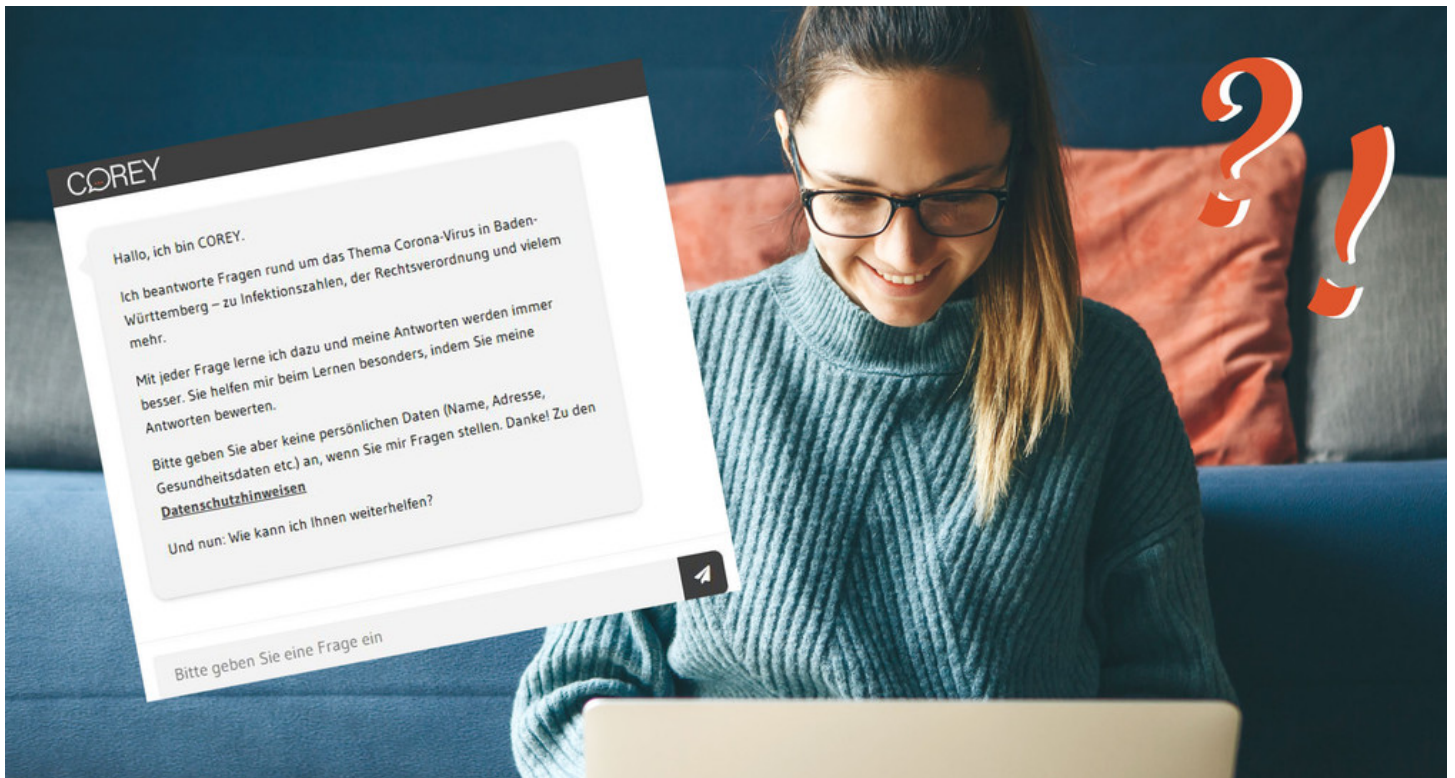 COREY
Hallo, ich bin COREY.
Ich beantworte Fragen rund um das Thema Corona-Virus in Baden-
Württemberg – zu Infektionszahlen, der Rechtsverordnung und vielem
mehr.
Mit jeder Frage lerne ich dazu und meine Antworten werden immer
besser. Sie helfen mir beim Lernen besonders, indem Sie meine
Antworten bewerten.
Bitte geben Sie aber keine persönlichen Daten (Name, Adresse,
Gesundheitsdaten etc.) an, wenn Sie mir Fragen stellen. Danke! Zu den
Datenschutzhinweisen
Und nun: Wie kann ich Ihnen weiterhelfen?
Bitte geben Sie eine Frage ein
?
!